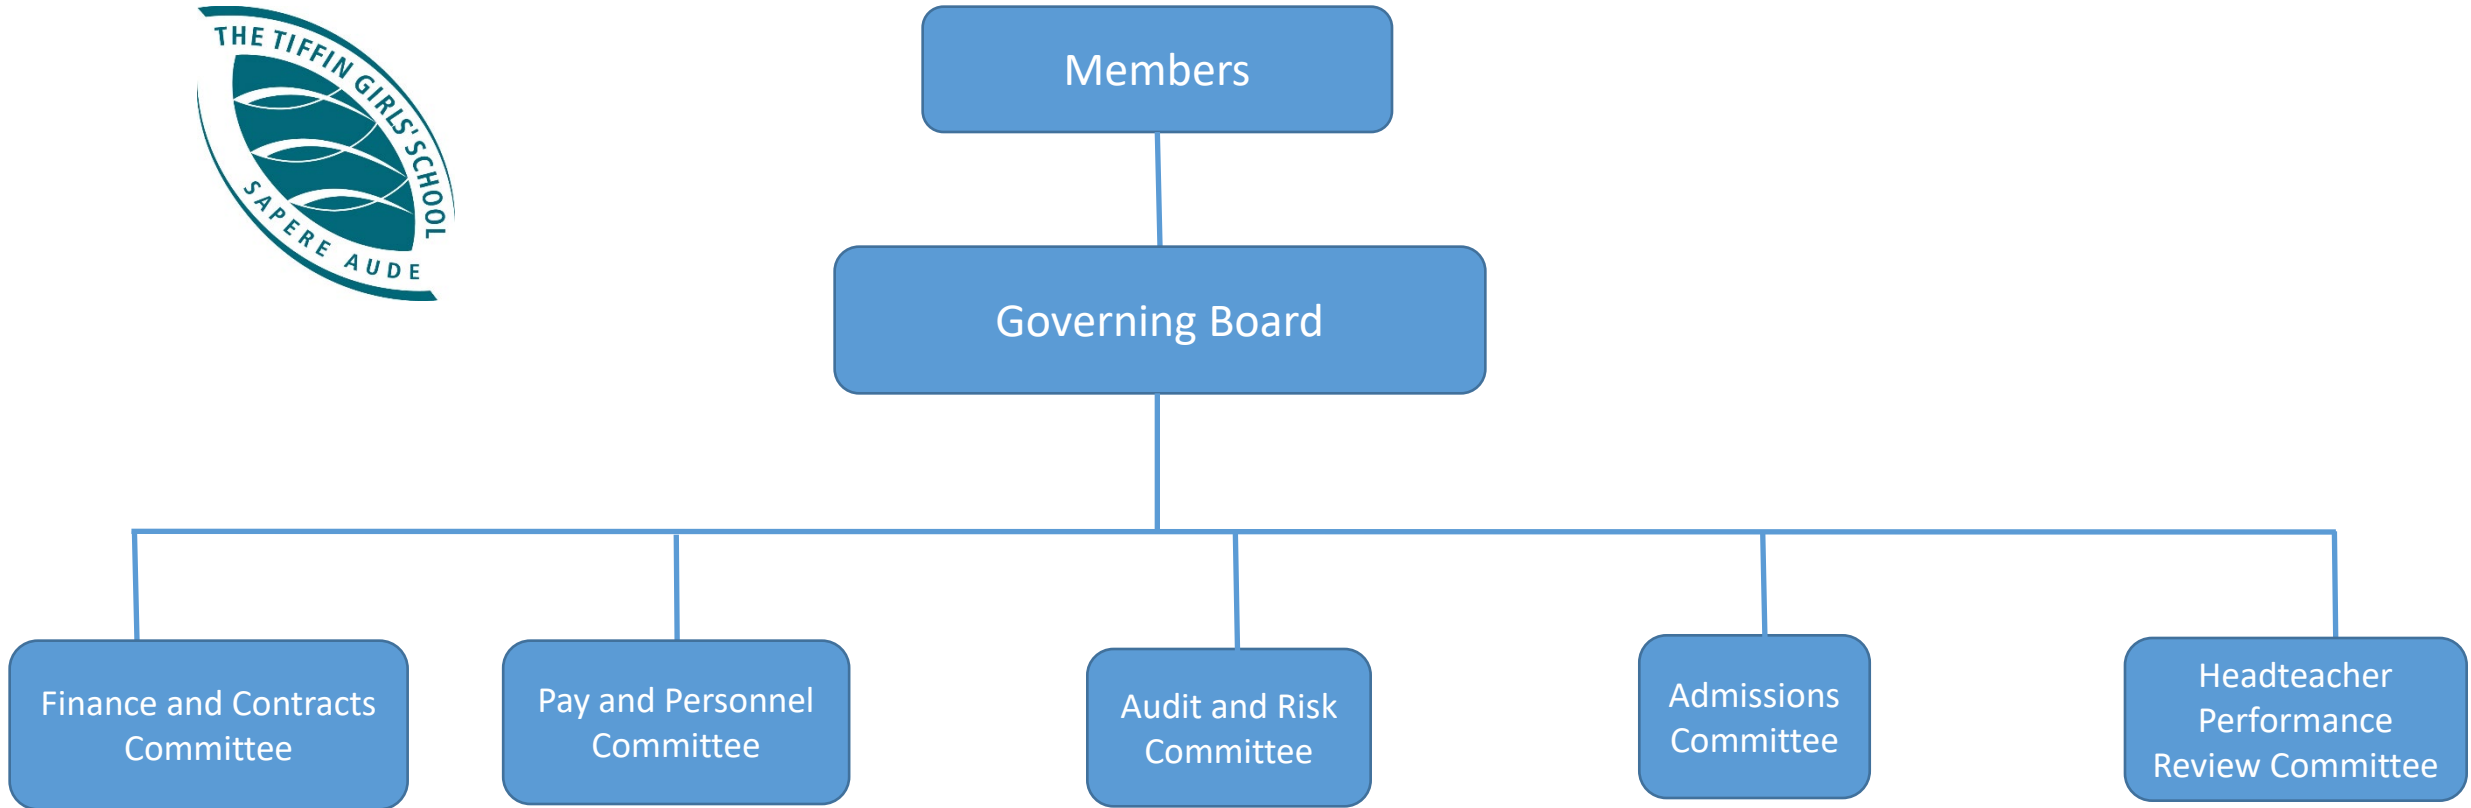 THE TIFFIN GIRLS' SCHOOL
SAPERE AUDE
Members
Governing Board
Finance and Contracts
Committee
Pay and Personnel
Committee
Audit and Risk
Committee
Admissions
Committee
Headteacher
Performance
Review Committee